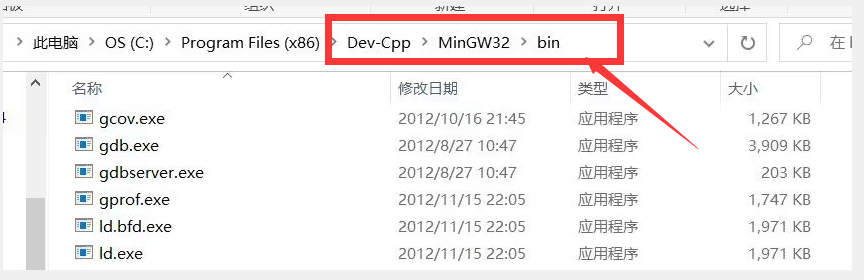 此电脑 > OS (C:) > Program Files (x86) > Dev-Cpp > MinGW32 > bin 在
名称 修改日期 类型 大小
gcov.exe 2012/10/16 21:45 应用程序 1,267 KB
gdb.exe 2012/8/27 10:47 应用程序 3,909 KB
gdbserver.exe 2012/8/27 10:47 应用程序 203 KB
gprof.exe 2012/11/15 22:05 应用程序 1,747 KB
ld.bfd.exe 2012/11/15 22:05 应用程序 1,971 KB
ld.exe 2012/11/15 22:05 应用程序 1,971 KB